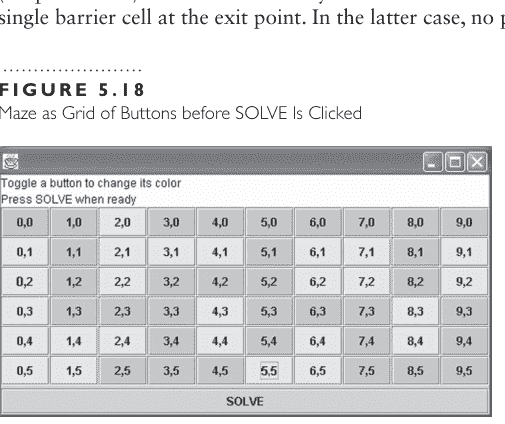 single barrier cell at the exit point. In the latter case, no p
FIGURE 5.18
Maze as Grid of Buttons before SOLVE Is Clicked
Toggle a button to change its color
Press SOLVE when ready
0,0 1,0 2,0 3,0 4,0 5,0 6,0 7,0 8,0 9,0
0,1 1,1 2,1 3,1 4,1 5,1 6,1 7,1 8,1 9,1
0,2 1,2 2,2 3,2 4,2 5,2 6,2 7,2 8,2 9,2
0,3 1,3 2,3 3,3 4,3 5,3 6,3 7,3 8,3 9,3
0,4 1,4 2,4 3,4 4,4 5,4 6,4 7,4 8,4 9,4
0,5 1,5 2,5 3,5 4,5 5,5 6,5 7,5 8,5 9,5
SOLVE